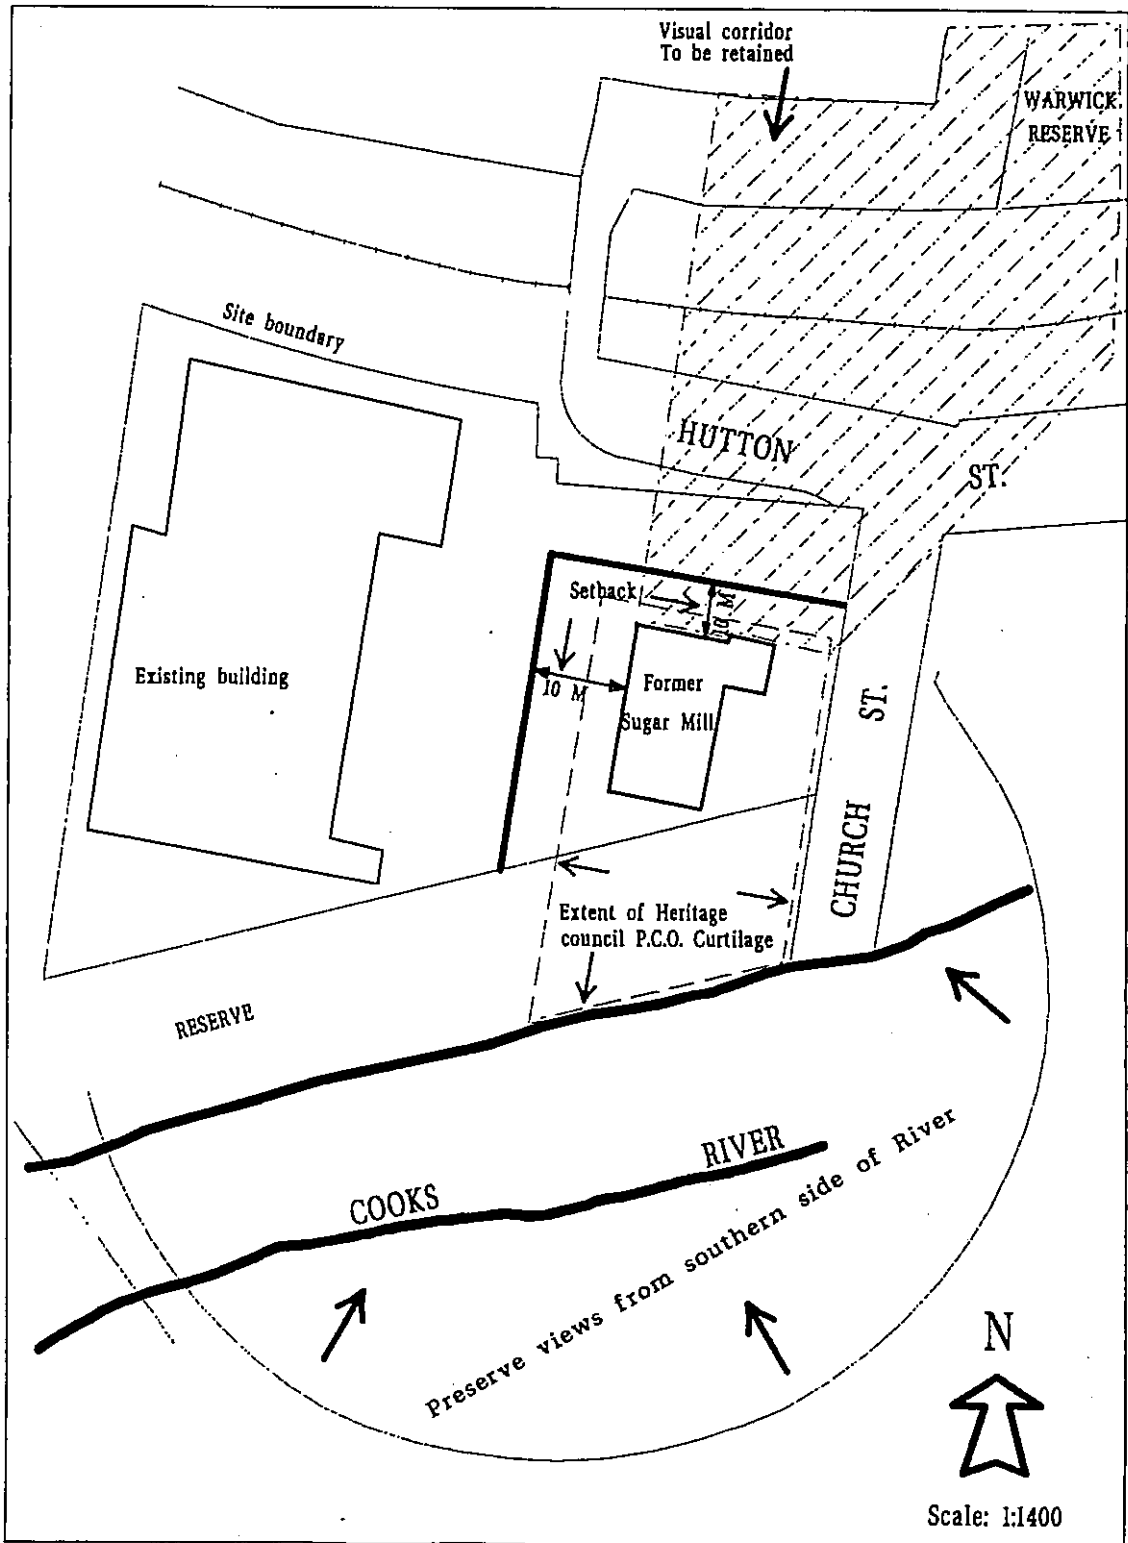 Visual corridor
To be retained
WARWICK
RESERVE
Site boundary
HUTTON
ST.
Setback
10 M
10 M
Existing building
Former
Sugar Mill
CHURCH ST.
Extent of Heritage
council P.C.O. Curtilage
RESERVE
COOKS RIVER
Preserve views from southern side of River
N
Scale: 1:1400